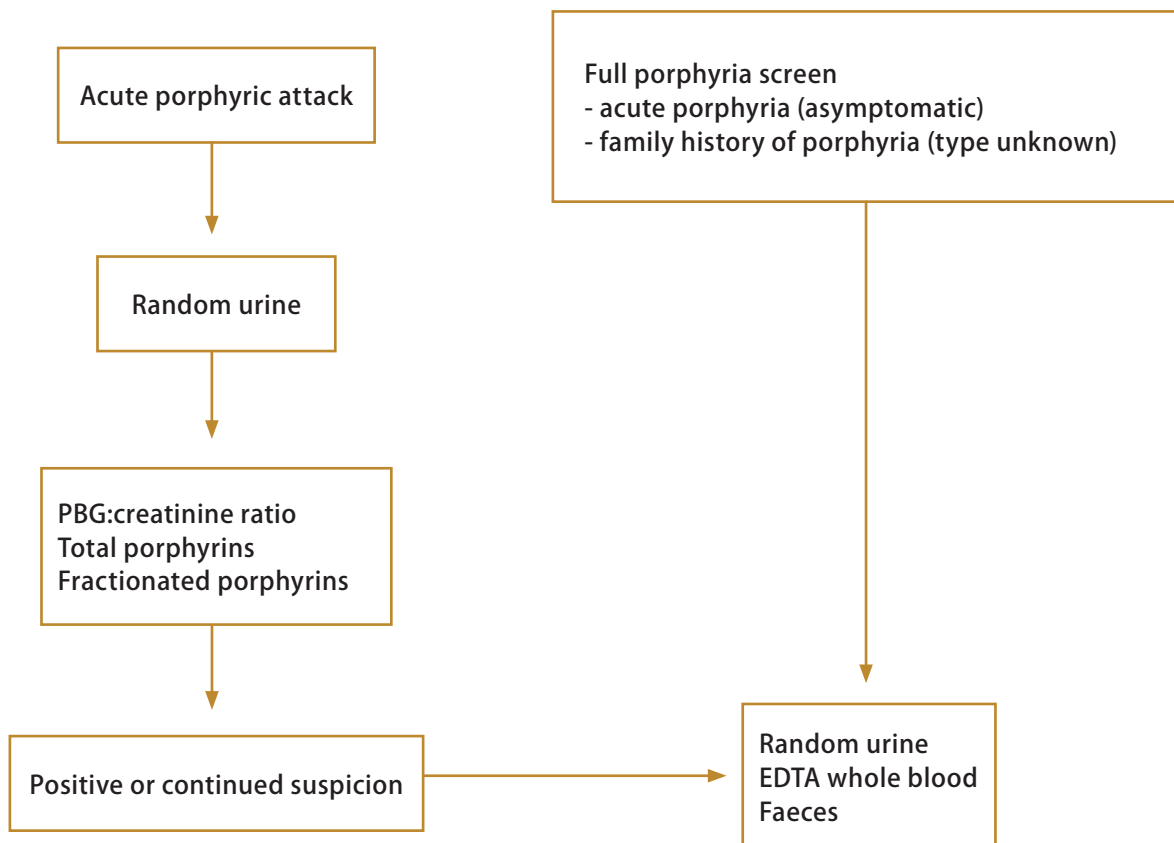 Acute porphyric attack
Random urine
PBG:creatinine ratio
Total porphyrins
Fractionated porphyrins
Positive or continued suspicion
Full porphyria screen
- acute porphyria (asymptomatic)
- family history of porphyria (type unknown)
Random urine
EDTA whole blood
Faeces